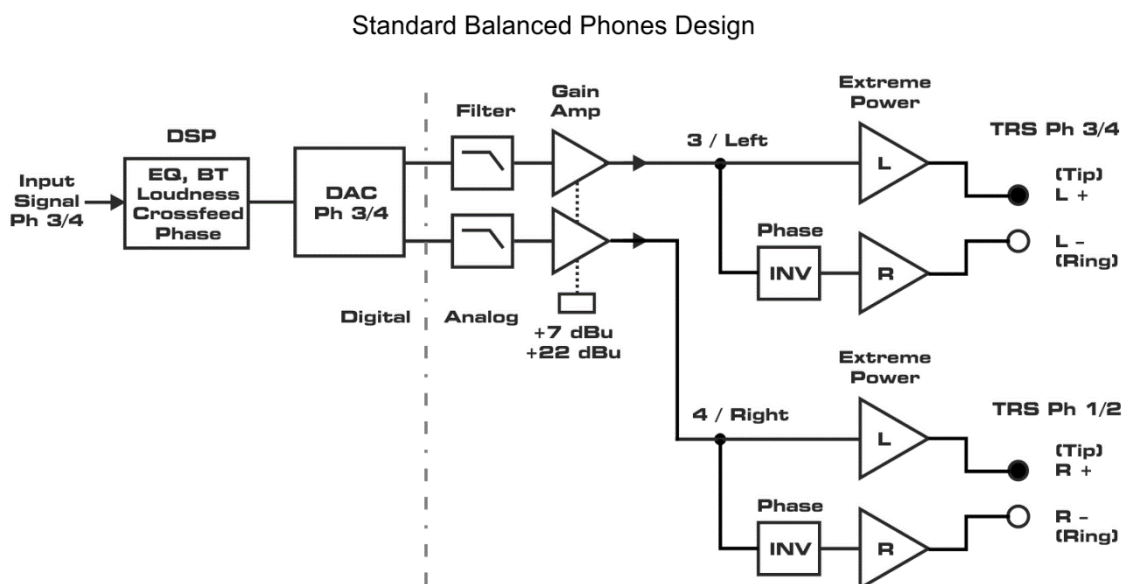 Standard Balanced Phones Design
DSP
Input
Signal
Ph 3/4
EQ, BT
Loudness
Crossfeed
Phase
DAC
Ph 3/4
Digital
Analog
Filter
Gain
Amp
+7 dBu
+22 dBu
3 / Left
Extreme
Power
L
TRS Ph 3/4
(Tip)
L +
Phase
INV
R
L -
(Ring)
4 / Right
Extreme
Power
L
TRS Ph 1/2
(Tip)
R +
Phase
INV
R
R -
(Ring)